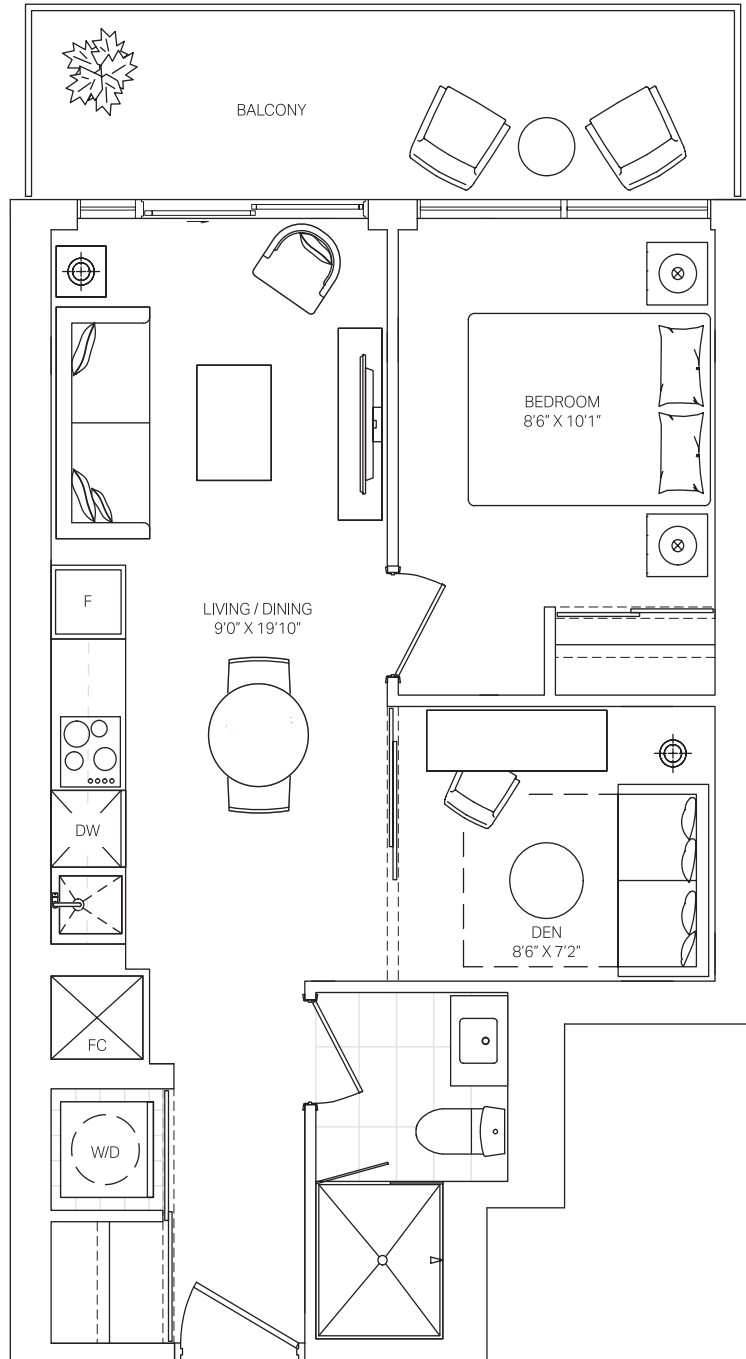 BALCONY
BEDROOM
8'6" X 10'1"
F
LIVING / DINING
9'0" X 19'10"
DW
DEN
8'6" X 7'2"
FC
W/D